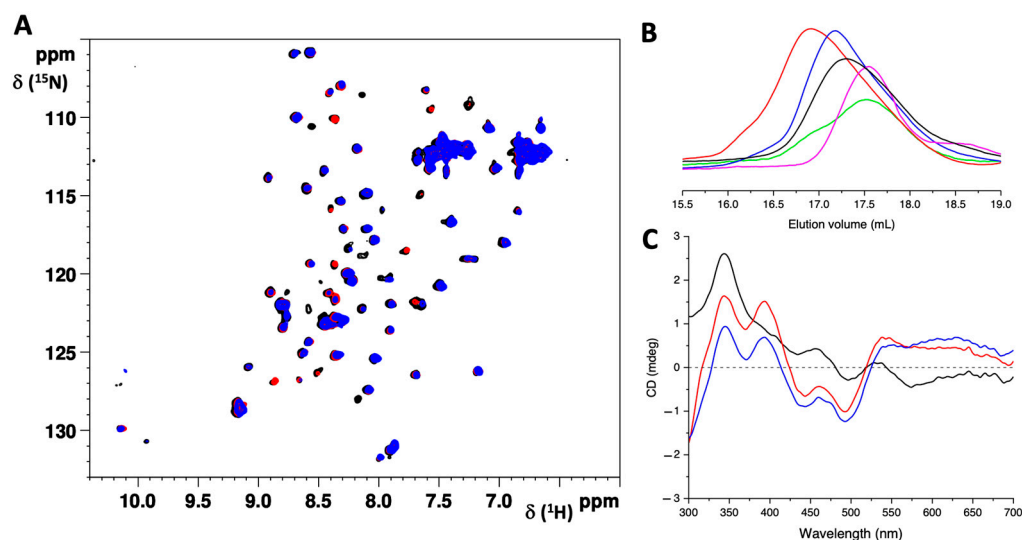 A
ppm
δ (¹⁵N)
110
115
120
125
130
10.0 9.0 8.5 8.0 7.5 7.0
δ (¹H) ppm
B
15.5 16.0 16.5 17.0 17.5 18.0 18.5 19.0
Elution volume (mL)
C
3
2
1
0
−1
−2
−3
CD (mdeg)
300 350 400 450 500 550 600 650 700
Wavelength (nm)